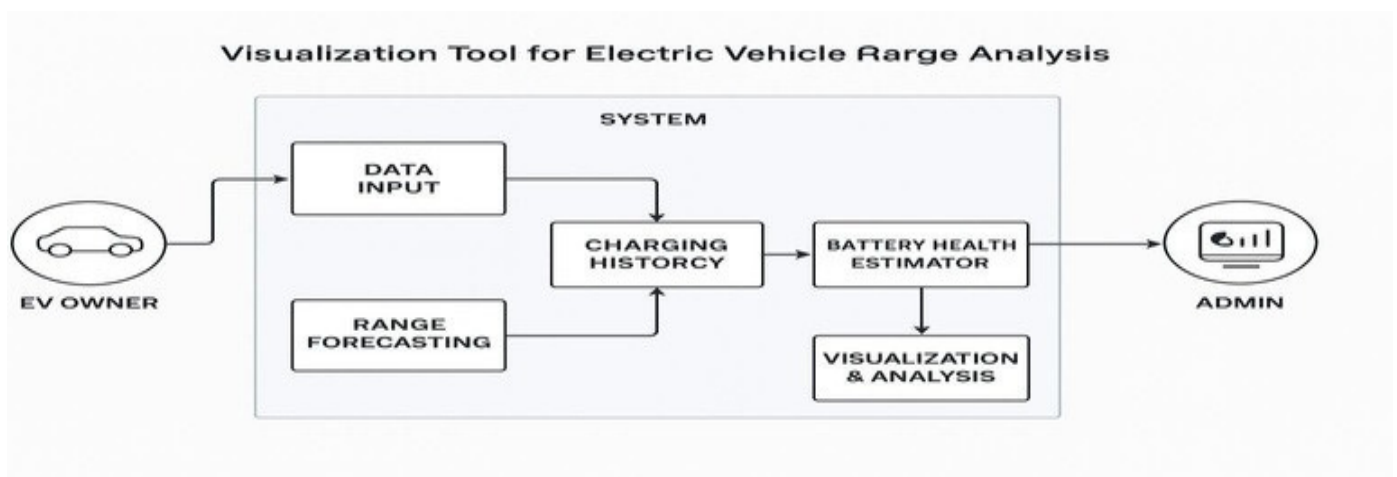 Visualization Tool for Electric Vehicle Rarge Analysis
SYSTEM
DATA
INPUT
CHARGING
HISTORCY
BATTERY HEALTH
ESTIMATOR
EV OWNER
ADMIN
RANGE
FORECASTING
VISUALIZATION
& ANALYSIS